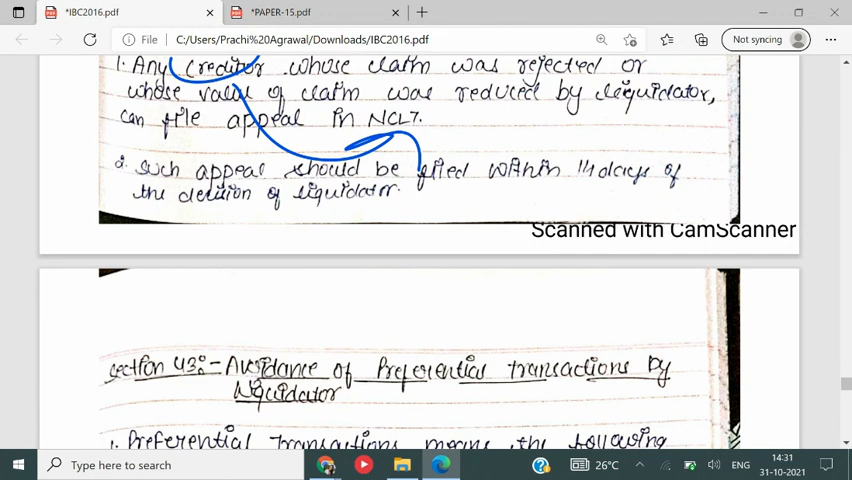 *IBC2016.pdf
*PAPER-15.pdf
File
C:/Users/Prachi%20Agrawal/Downloads/IBC2016.pdf
Not syncing
1. Any creditor whose claim was rejected or
whose value of claim was reduced by liquidator,
can file appeal in NCLT.
2. Such appeal should be filed within 14 days of
the decision of liquidator.
Scanned with CamScanner
Section 43:- Avoidance of Preferential transactions by
Liquidator
1. Preferential Transactions means the following
Type here to search
26°C
ENG
14:31
31-10-2021